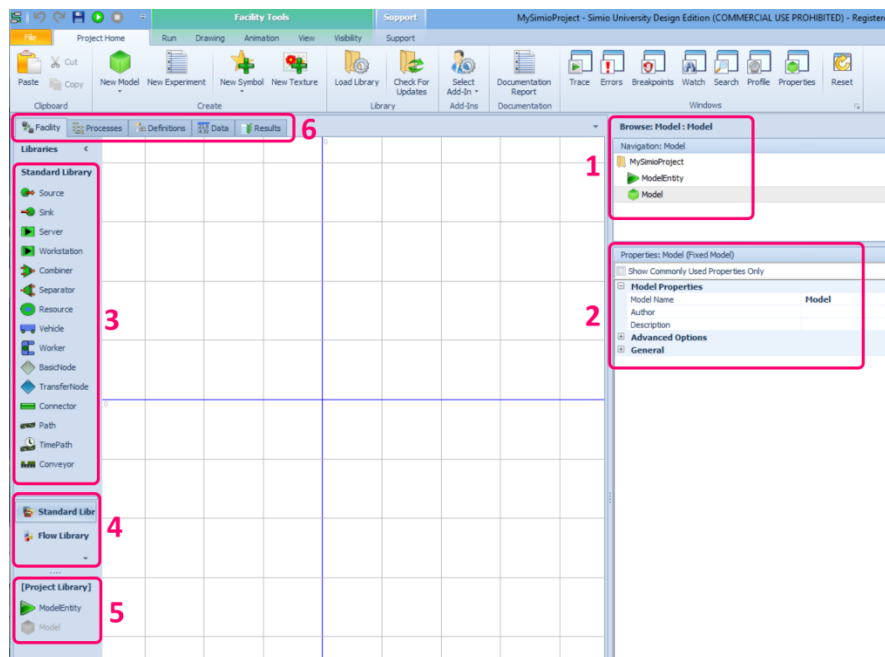 Facility Tools
Support
MySimioProject - Simio University Design Edition (COMMERCIAL USE PROHIBITED) - Registere
File
Project Home
Run
Drawing
Animation
View
Visibility
Support
Paste
Cut
Copy
New Model
New Experiment
New Symbol
New Texture
Load Library
Check For
Updates
Select
Add-In
Documentation
Report
Trace
Errors
Breakpoints
Watch
Search
Profile
Properties
Reset
Clipboard
Create
Library
Add-Ins
Documentation
Windows
Facility
Processes
Definitions
Data
Results
6
Libraries
Standard Library
Source
Sink
Server
Workstation
Combiner
Separator
Resource
Vehicle
Worker
BasicNode
TransferNode
Connector
Path
TimePath
Conveyor
3
Standard Libr
Flow Library
4
[Project Library]
ModelEntity
Model
5
0
0
Browse: Model : Model
Navigation: Model
MySimioProject
ModelEntity
Model
1
Properties: Model (Fixed Model)
Show Commonly Used Properties Only
Model Properties
Model Name Model
Author
Description
Advanced Options
General
2